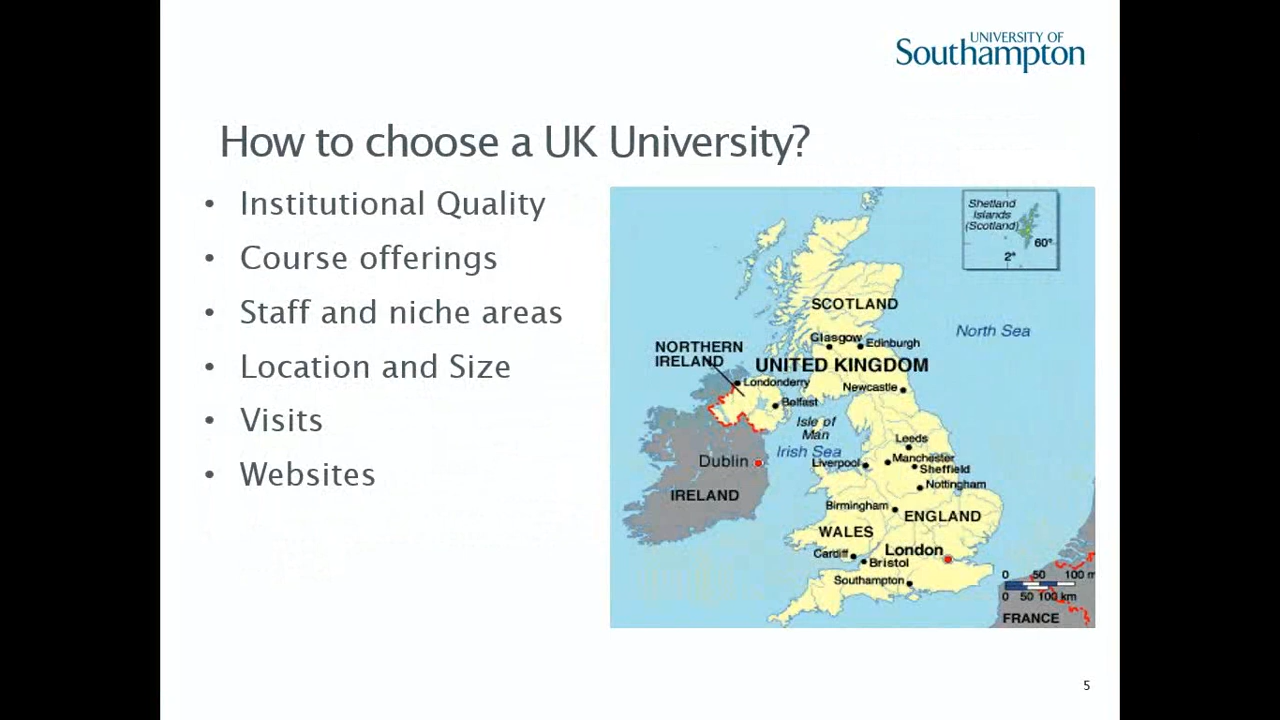 UNIVERSITY OF
Southampton
How to choose a UK University?
• Institutional Quality
• Course offerings
• Staff and niche areas
• Location and Size
• Visits
• Websites
Shetland
Islands
(Scotland)
60°
2°
SCOTLAND
North Sea
Glasgow
Edinburgh
NORTHERN
IRELAND
UNITED KINGDOM
Londonderry
Newcastle
Belfast
Isle of
Man
Irish Sea
Leeds
Dublin
Liverpool
Manchester
Sheffield
Nottingham
IRELAND
Birmingham
ENGLAND
WALES
Cardiff
London
Bristol
Southampton
0 50 100 m
0 50 100 km
FRANCE
5